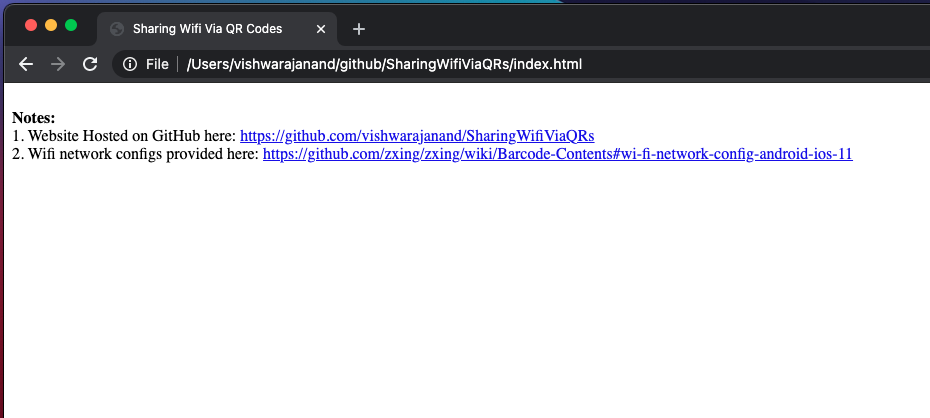 Sharing Wifi Via QR Codes
File /Users/vishwarajanand/github/SharingWifiViaQRs/index.html
Notes:
1. Website Hosted on GitHub here: https://github.com/vishwarajanand/SharingWifiViaQRs
2. Wifi network configs provided here: https://github.com/zxing/zxing/wiki/Barcode-Contents#wi-fi-network-config-android-ios-11